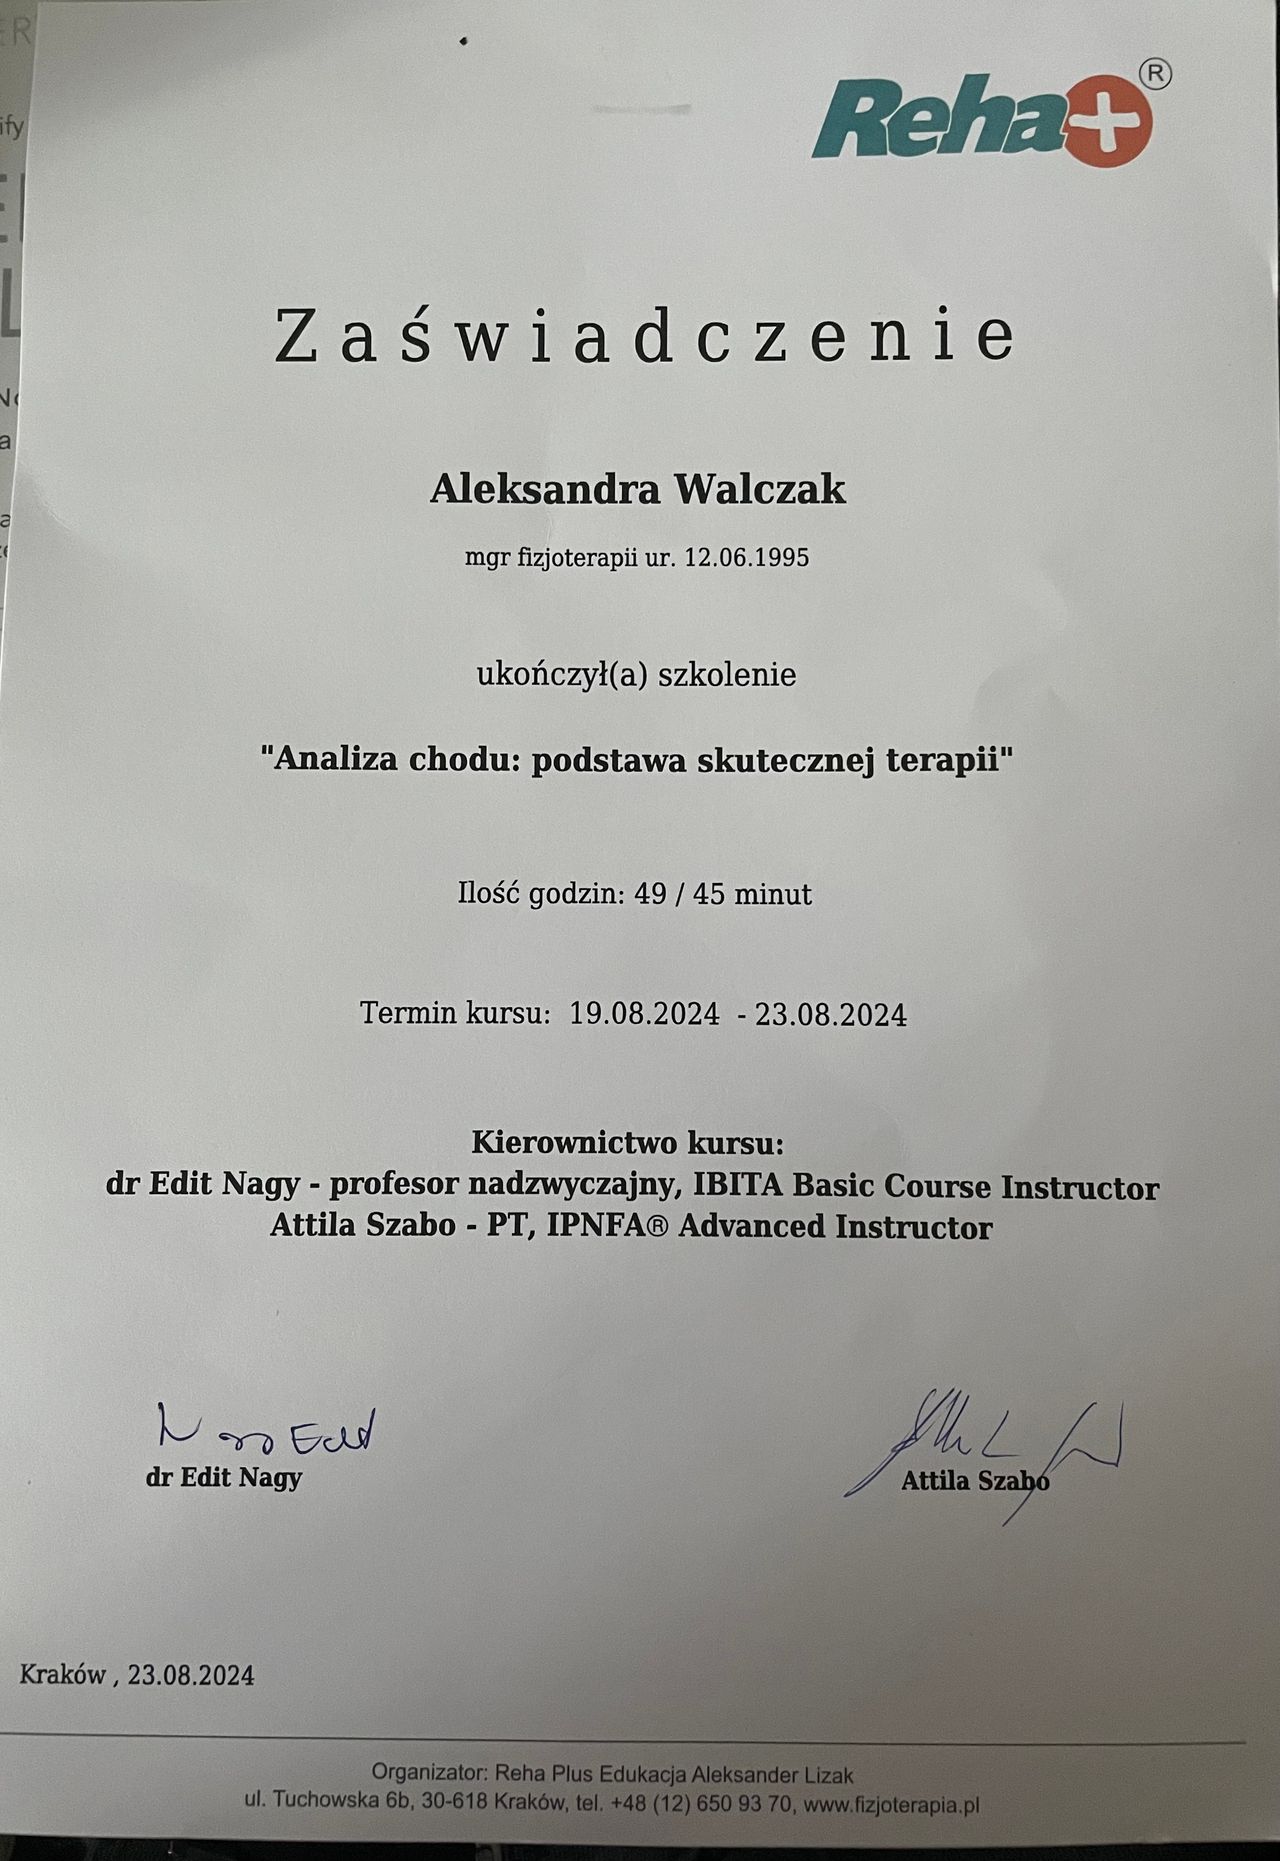 Reha+®
Zaświadczenie
Aleksandra Walczak
mgr fizjoterapii ur. 12.06.1995
ukończył(a) szkolenie
"Analiza chodu: podstawa skutecznej terapii"
Ilość godzin: 49 / 45 minut
Termin kursu: 19.08.2024 - 23.08.2024
Kierownictwo kursu:
dr Edit Nagy - profesor nadzwyczajny, IBITA Basic Course Instructor
Attila Szabo - PT, IPNFA® Advanced Instructor
dr Edit Nagy
Attila Szabo
Kraków , 23.08.2024
Organizator: Reha Plus Edukacja Aleksander Lizak
ul. Tuchowska 6b, 30-618 Kraków, tel. +48 (12) 650 93 70, www.fizjoterapia.pl